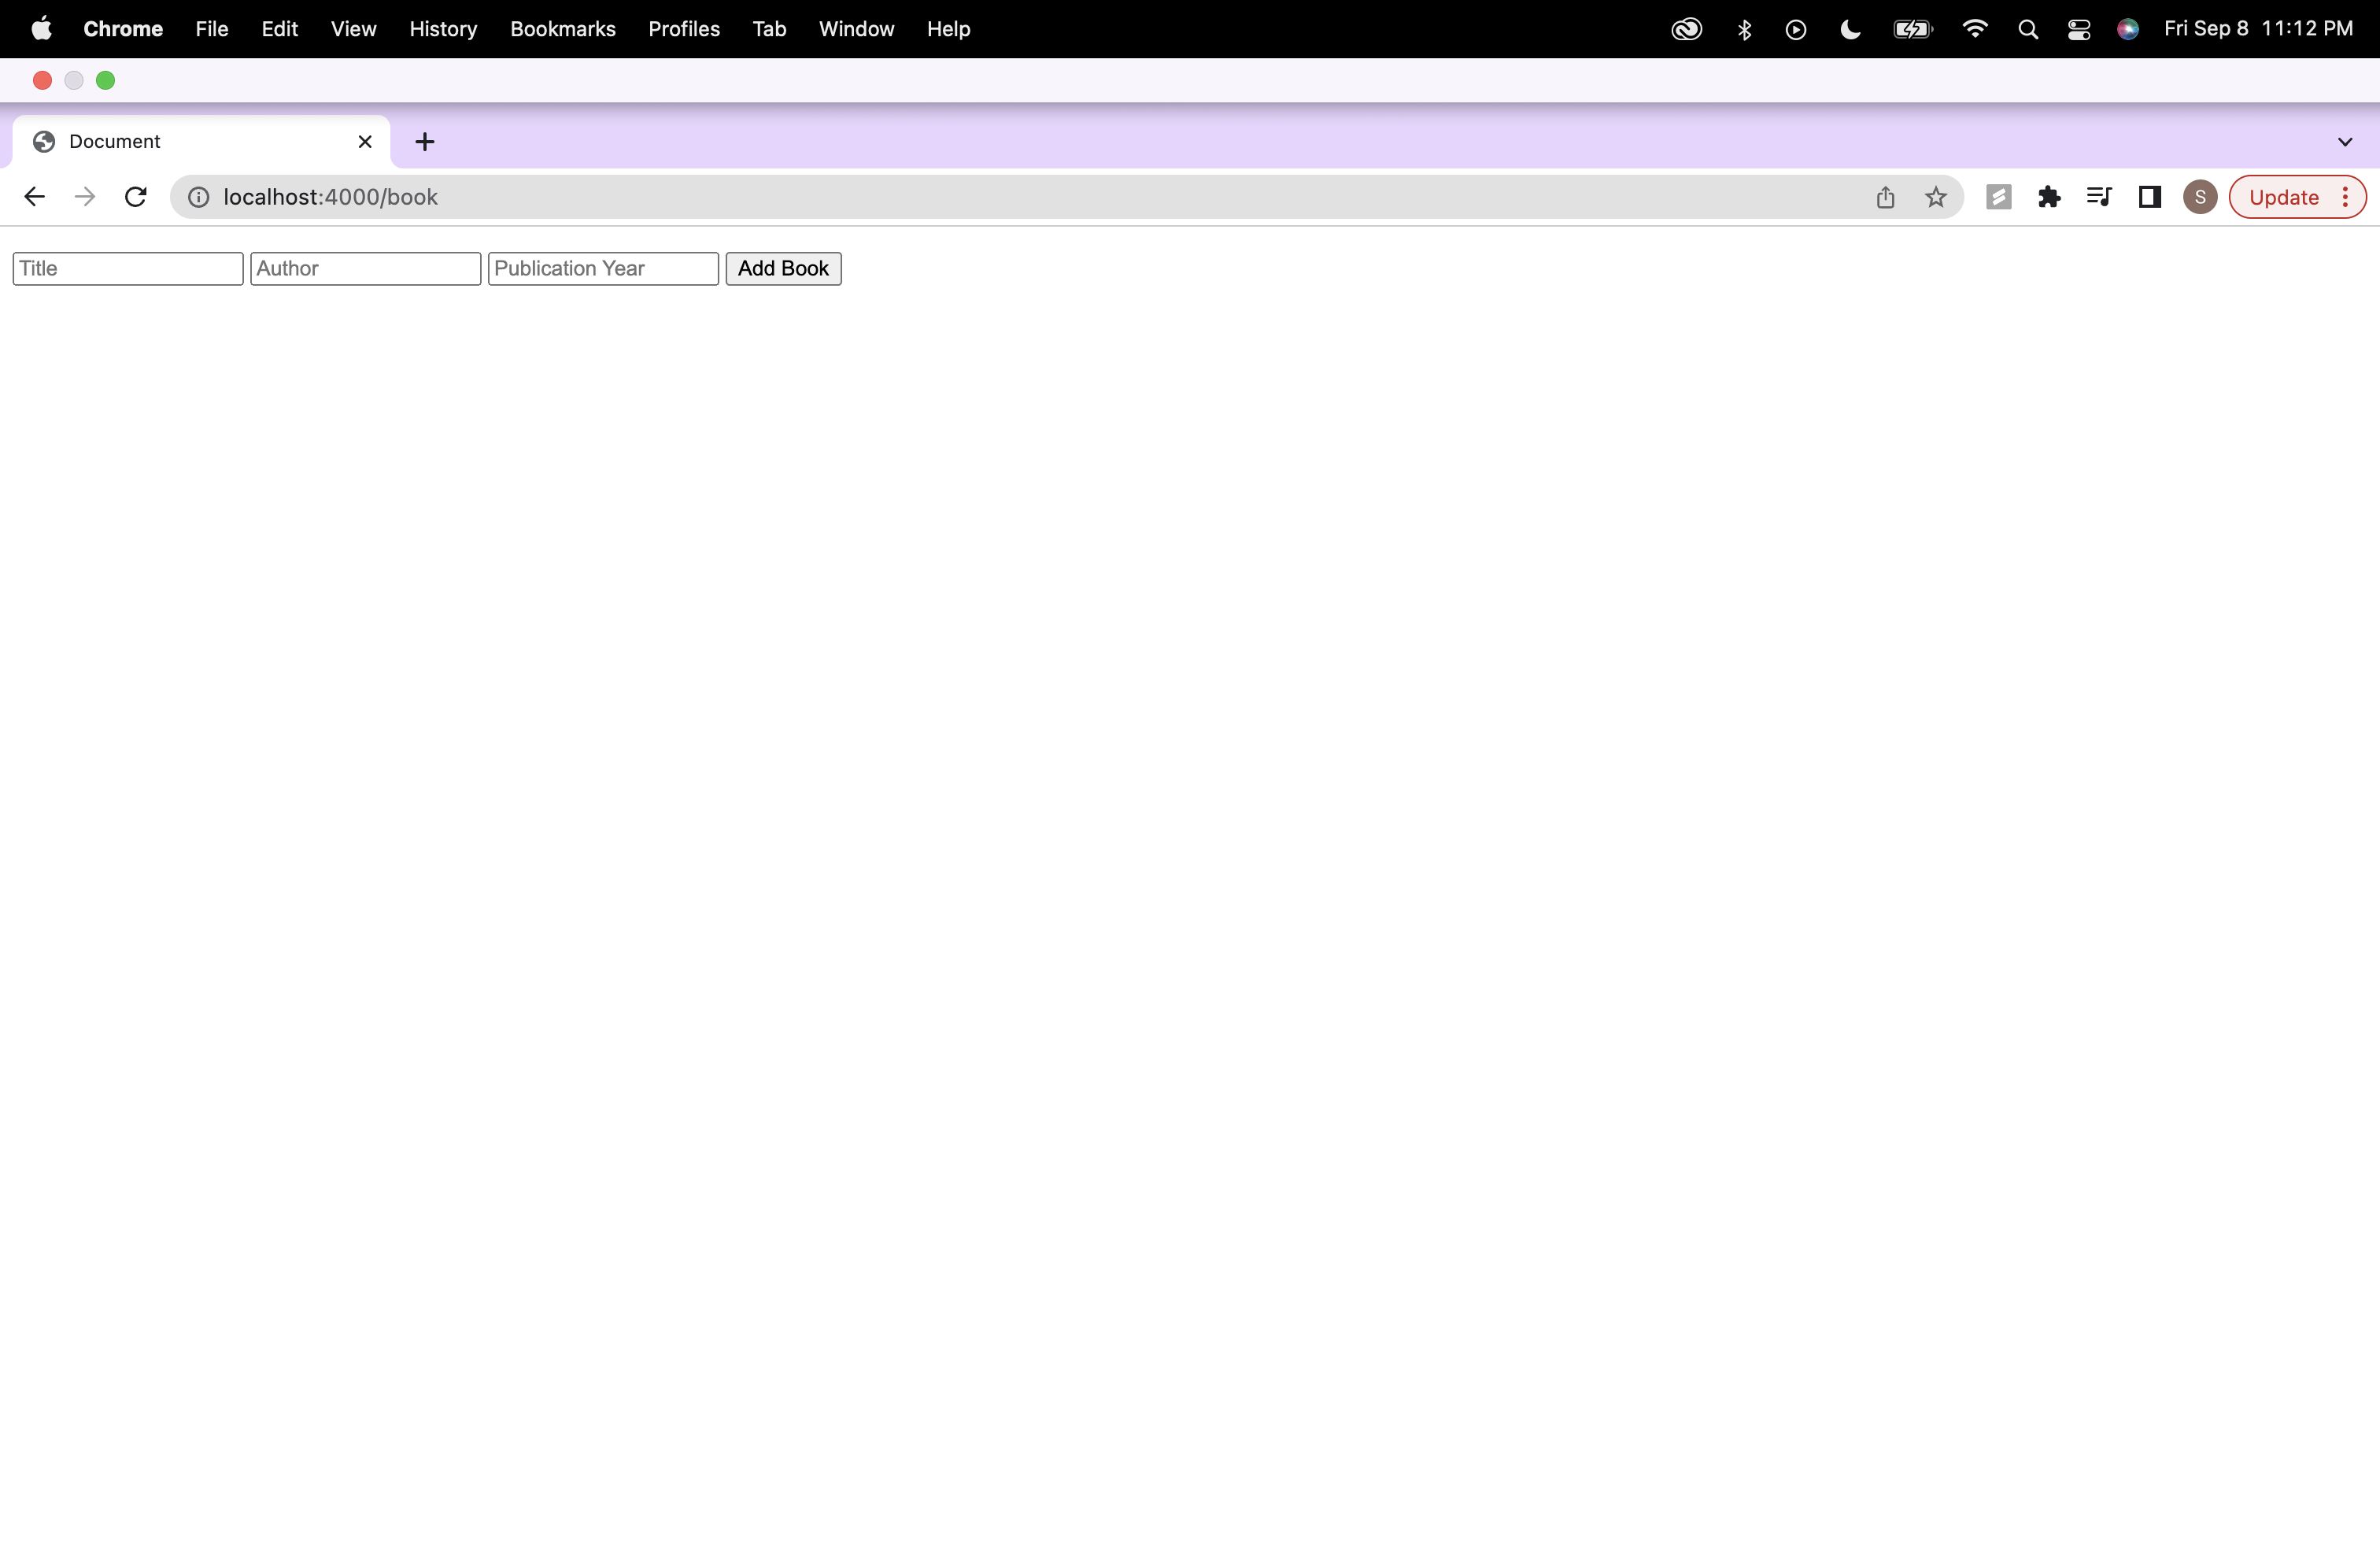 Chrome File Edit View History Bookmarks Profiles Tab Window Help Fri Sep 8 11:12 PM
Document
localhost:4000/book S Update
Title Author Publication Year Add Book